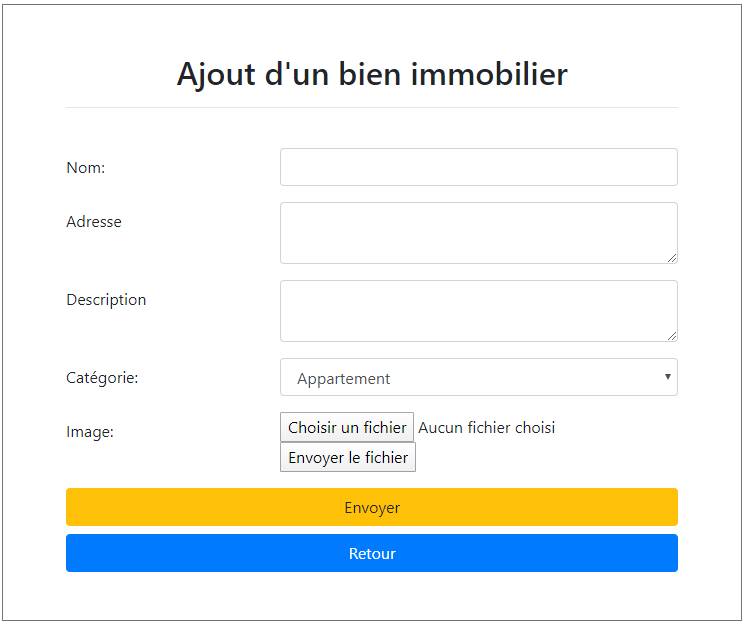 Ajout d'un bien immobilier
Nom:
Adresse
Description
Catégorie:
Appartement
Image:
Choisir un fichier Aucun fichier choisi
Envoyer le fichier
Envoyer
Retour